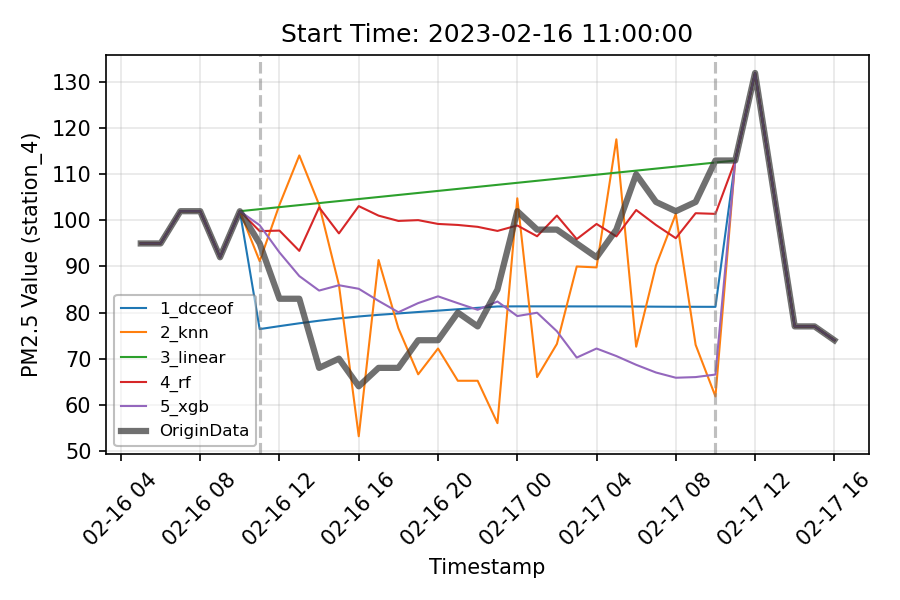 Start Time: 2023-02-16 11:00:00
PM2.5 Value (station_4)
130
120
110
100
90
80
70
60
50
1_dcceof
2_knn
3_linear
4_rf
5_xgb
OriginData
02-16 04
02-16 08
02-16 12
02-16 16
02-16 20
02-17 00
02-17 04
02-17 08
02-17 12
02-17 16
Timestamp